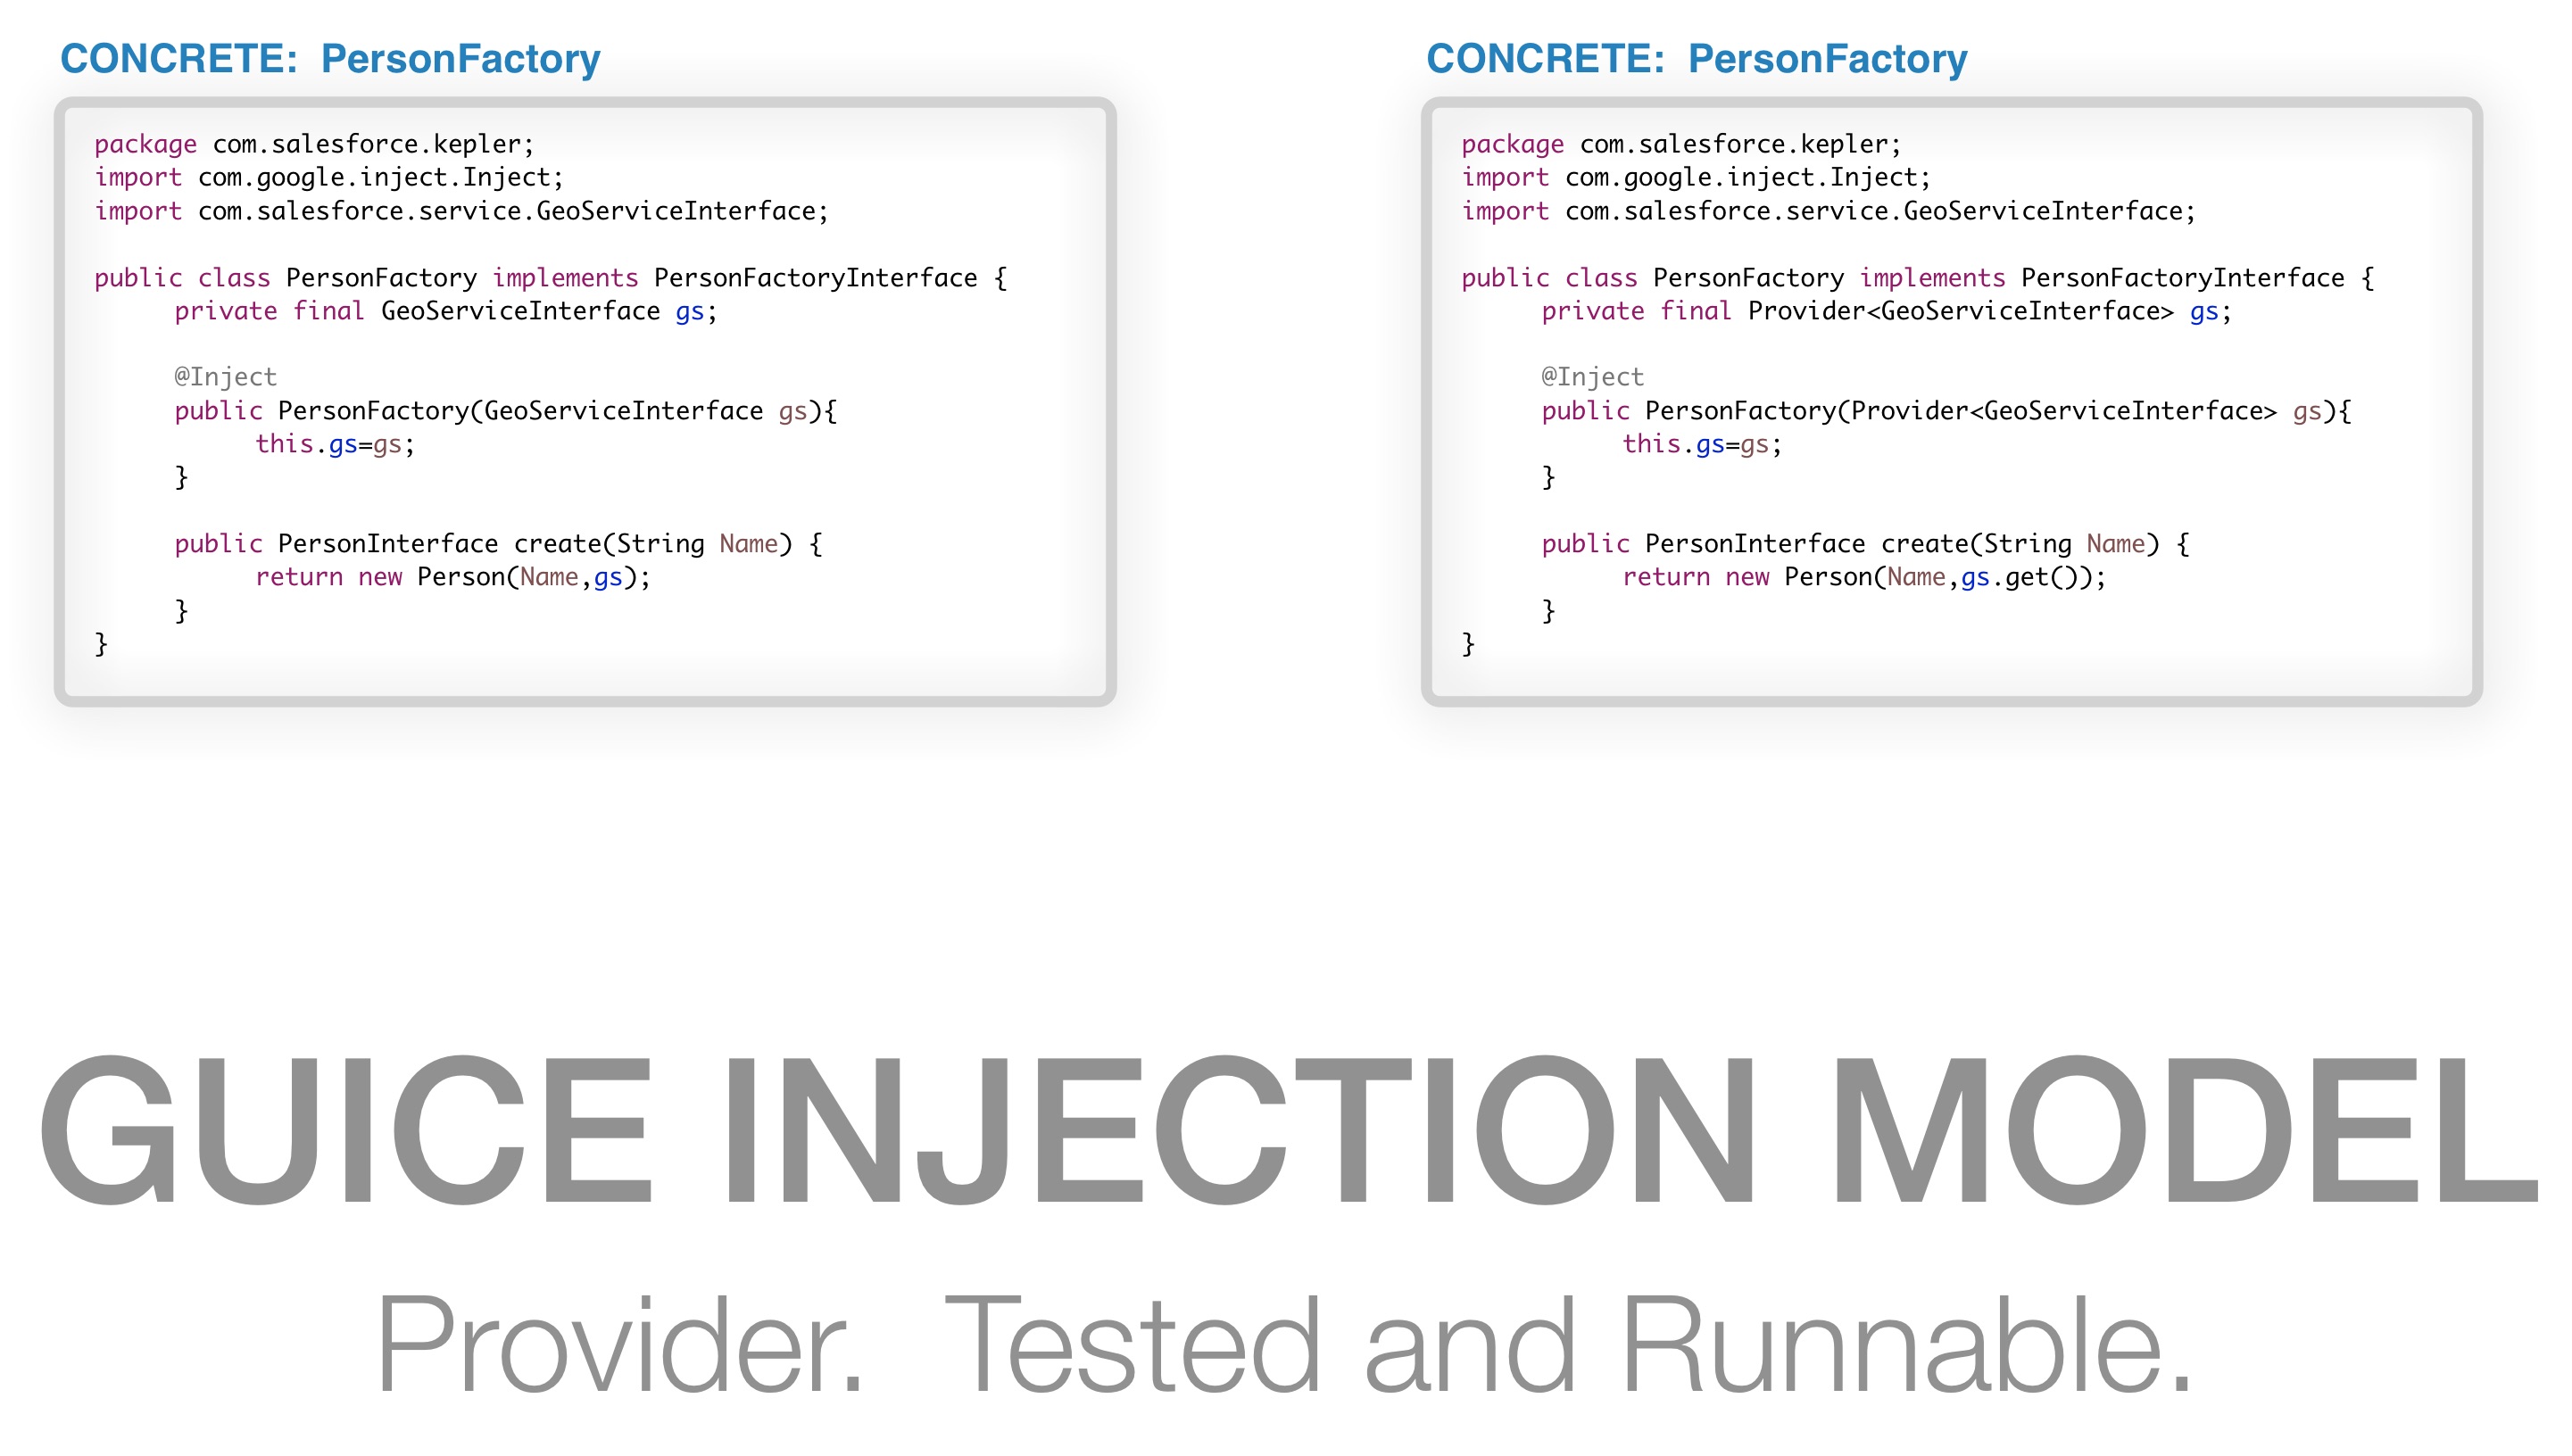 CONCRETE:  PersonFactory
package com.salesforce.kepler;
import com.google.inject.Inject;
import com.salesforce.service.GeoServiceInterface;
public class PersonFactory implements PersonFactoryInterface {
private final GeoServiceInterface gs;
@Inject
public PersonFactory(GeoServiceInterface gs){
this.gs=gs;
}
public PersonInterface create(String Name) {
return new Person(Name,gs);
}
}
CONCRETE:  PersonFactory
package com.salesforce.kepler;
import com.google.inject.Inject;
import com.salesforce.service.GeoServiceInterface;
public class PersonFactory implements PersonFactoryInterface {
private final Provider<GeoServiceInterface> gs;
@Inject
public PersonFactory(Provider<GeoServiceInterface> gs){
this.gs=gs;
}
public PersonInterface create(String Name) {
return new Person(Name,gs.get());
}
}
GUICE INJECTION MODEL
Provider.  Tested and Runnable.